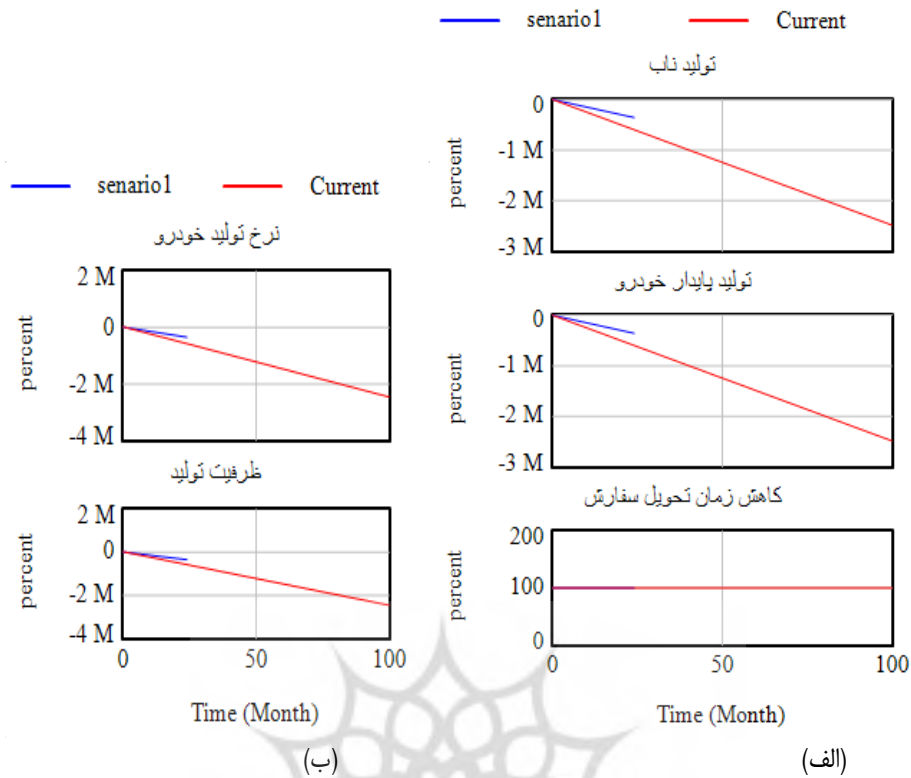 senario1 Current
تولید ناب
0
-1 M
-2 M
-3 M
percent
تولید پایدار خودرو
0
-1 M
-2 M
-3 M
percent
کاهش زمان تحویل سفارش
200
100
0
percent
0 50 100
Time (Month)
(الف)
senario1 Current
نرخ تولید خودرو
2 M
0
-2 M
-4 M
percent
ظرفیت تولید
2 M
0
-2 M
-4 M
percent
0 50 100
Time (Month)
(ب)